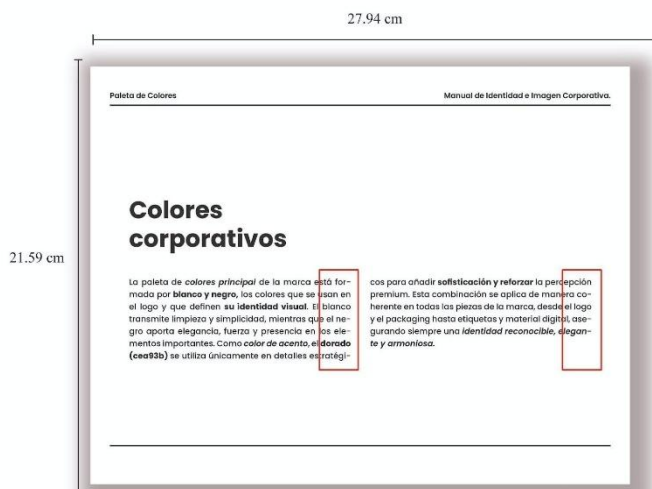 27.94 cm
21.59 cm
Paleta de Colores
Manual de Identidad e Imagen Corporativa.
Colores
corporativos
La paleta de colores principal de la marca está for-
mada por blanco y negro, los colores que se usan en
el logo y que definen su identidad visual. El blanco
transmite limpieza y simplicidad, mientras que el ne-
gro aporta elegancia, fuerza y presencia en los ele-
mentos importantes. Como color de acento, el dorado
(cea93b) se utiliza únicamente en detalles estratégi-
cos para añadir sofisticación y reforzar la percepción
premium. Esta combinación se aplica de manera co-
herente en todas las piezas de la marca, desde el logo
y el packaging hasta etiquetas y material digital, ase-
gurando siempre una identidad reconocible, elegan-
te y armoniosa.